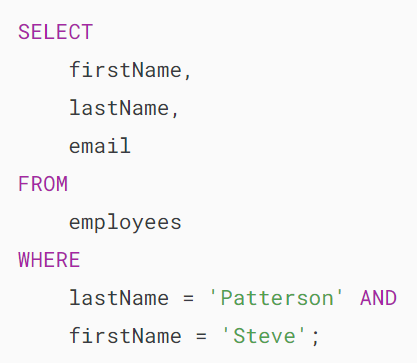 SELECT
    firstName,
    lastName,
    email
FROM
    employees
WHERE
    lastName = 'Patterson' AND
    firstName = 'Steve';